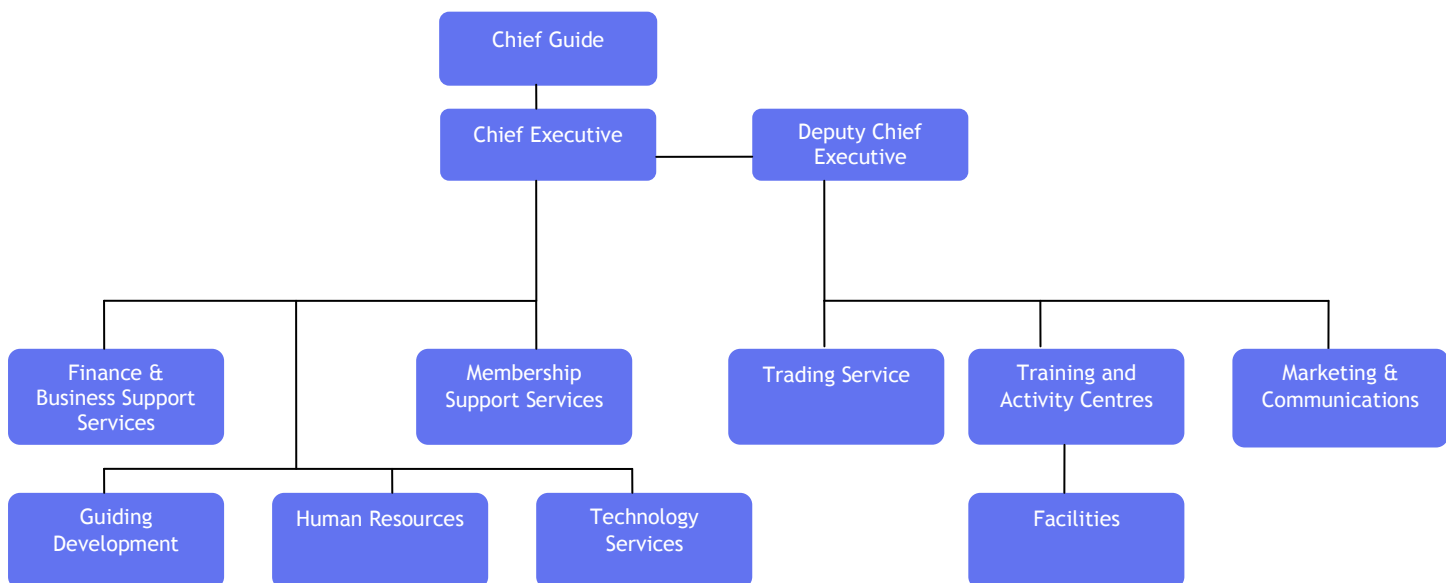 Chief Guide
Chief Executive
Deputy Chief
Executive
Finance &
Business Support
Services
Membership
Support Services
Trading Service
Training and
Activity Centres
Marketing &
Communications
Guiding
Development
Human Resources
Technology
Services
Facilities